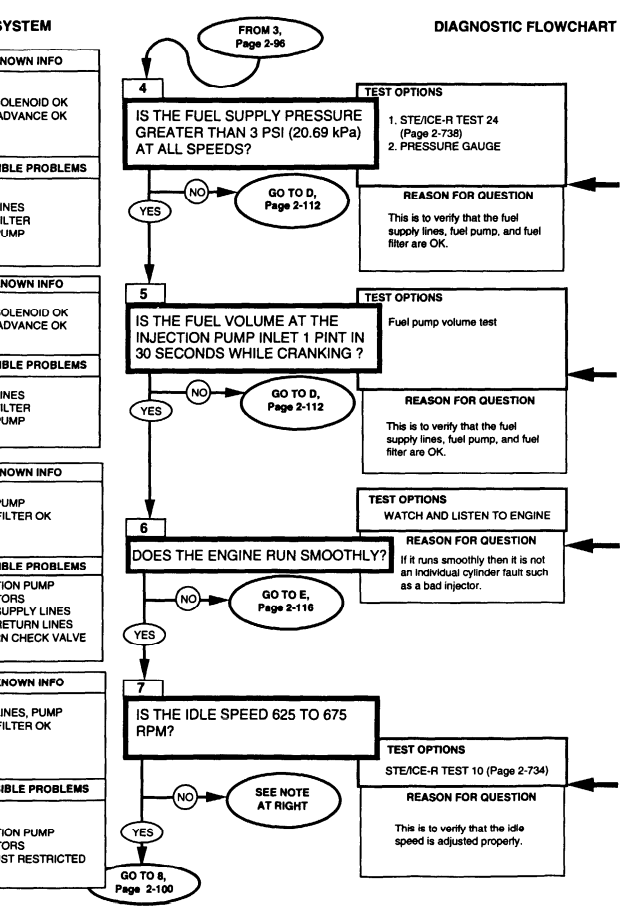 SYSTEM
DIAGNOSTIC FLOWCHART
FROM 3,
Page 2-96
NOWN INFO
OLENOID OK
ADVANCE OK
IBLE PROBLEMS
INES
ILTER
PUMP
4
IS THE FUEL SUPPLY PRESSURE
GREATER THAN 3 PSI (20.69 kPa)
AT ALL SPEEDS?
NO
GO TO D,
Page 2-112
YES
TEST OPTIONS
1. STE/ICE-R TEST 24
(Page 2-738)
2. PRESSURE GAUGE
REASON FOR QUESTION
This is to verify that the fuel
supply lines, fuel pump, and fuel
filter are OK.
NOWN INFO
OLENOID OK
ADVANCE OK
IBLE PROBLEMS
INES
ILTER
PUMP
5
IS THE FUEL VOLUME AT THE
INJECTION PUMP INLET 1 PINT IN
30 SECONDS WHILE CRANKING ?
NO
GO TO D,
Page 2-112
YES
TEST OPTIONS
Fuel pump volume test
REASON FOR QUESTION
This is to verify that the fuel
supply lines, fuel pump, and fuel
filter are OK.
NOWN INFO
PUMP
FILTER OK
IBLE PROBLEMS
TION PUMP
TORS
SUPPLY LINES
RETURN LINES
RN CHECK VALVE
6
DOES THE ENGINE RUN SMOOTHLY?
NO
GO TO E,
Page 2-116
YES
TEST OPTIONS
WATCH AND LISTEN TO ENGINE
REASON FOR QUESTION
If it runs smoothly then it is not
an individual cylinder fault such
as a bad injector.
KNOWN INFO
INES, PUMP
FILTER OK
IBLE PROBLEMS
TION PUMP
TORS
UST RESTRICTED
7
IS THE IDLE SPEED 625 TO 675
RPM?
NO
SEE NOTE
AT RIGHT
YES
GO TO 8,
Page 2-100
TEST OPTIONS
STE/ICE-R TEST 10 (Page 2-734)
REASON FOR QUESTION
This is to verify that the idle
speed is adjusted properly.